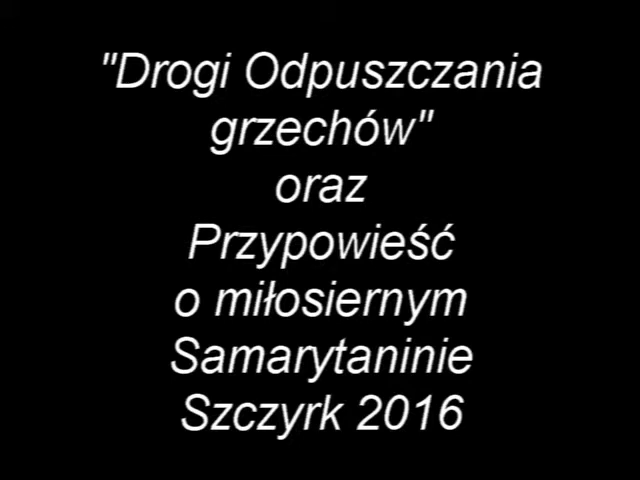 "Drogi Odpuszczania
grzechów"
oraz
Przypowieść
o miłosiernym
Samarytaninie
Szczyrk 2016